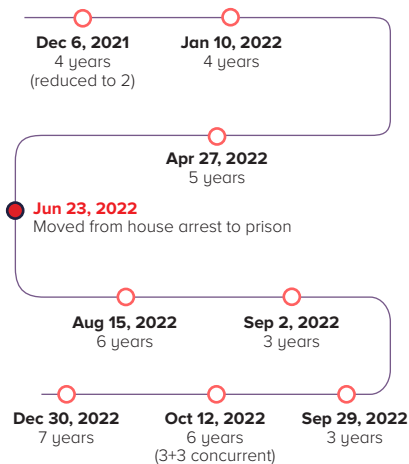 Dec 6, 2021
4 years
(reduced to 2)
Jan 10, 2022
4 years
Apr 27, 2022
5 years
Jun 23, 2022
Moved from house arrest to prison
Aug 15, 2022
6 years
Sep 2, 2022
3 years
Sep 29, 2022
3 years
Oct 12, 2022
6 years
(3+3 concurrent)
Dec 30, 2022
7 years